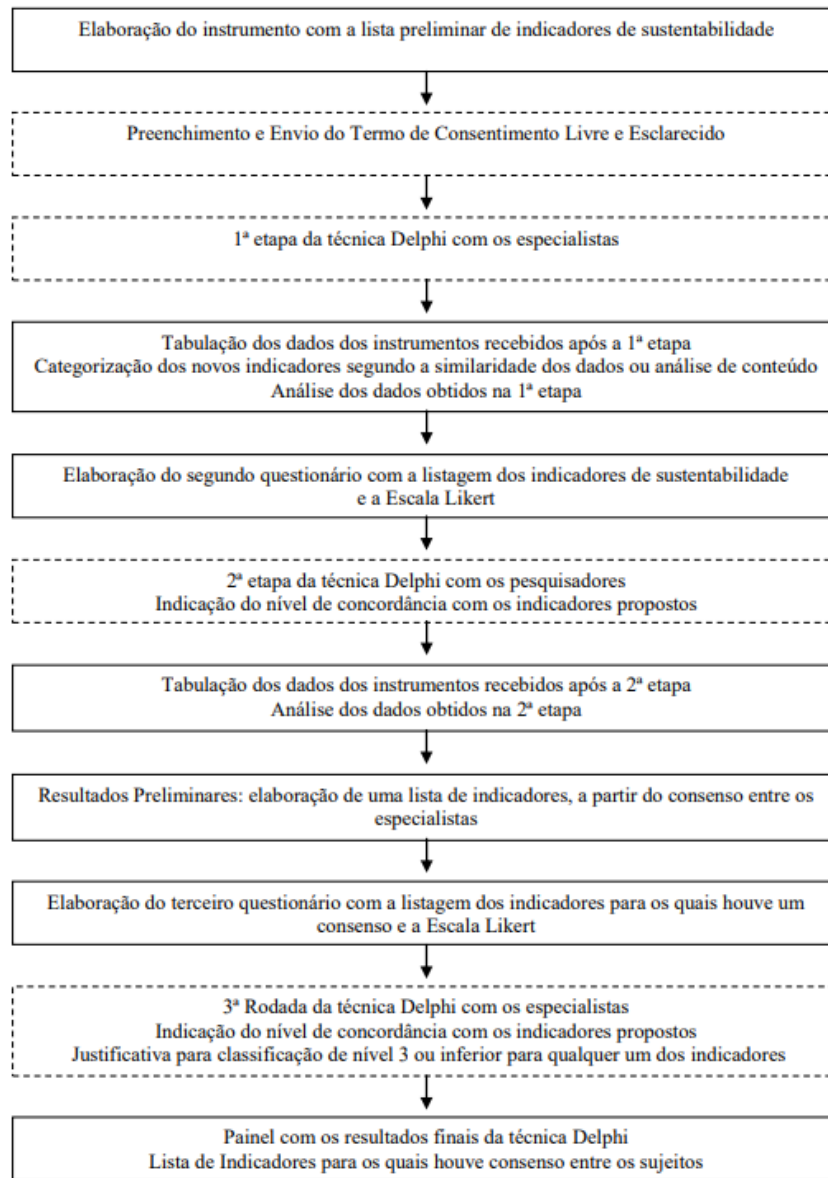 Elaboração do instrumento com a lista preliminar de indicadores de sustentabilidade
Preenchimento e Envio do Termo de Consentimento Livre e Esclarecido
1ª etapa da técnica Delphi com os especialistas
Tabulação dos dados dos instrumentos recebidos após a 1ª etapa
Categorização dos novos indicadores segundo a similaridade dos dados ou análise de conteúdo
Análise dos dados obtidos na 1ª etapa
Elaboração do segundo questionário com a listagem dos indicadores de sustentabilidade
e a Escala Likert
2ª etapa da técnica Delphi com os pesquisadores
Indicação do nível de concordância com os indicadores propostos
Tabulação dos dados dos instrumentos recebidos após a 2ª etapa
Análise dos dados obtidos na 2ª etapa
Resultados Preliminares: elaboração de uma lista de indicadores, a partir do consenso entre os
especialistas
Elaboração do terceiro questionário com a listagem dos indicadores para os quais houve um
consenso e a Escala Likert
3ª Rodada da técnica Delphi com os especialistas
Indicação do nível de concordância com os indicadores propostos
Justificativa para classificação de nível 3 ou inferior para qualquer um dos indicadores
Painel com os resultados finais da técnica Delphi
Lista de Indicadores para os quais houve consenso entre os sujeitos